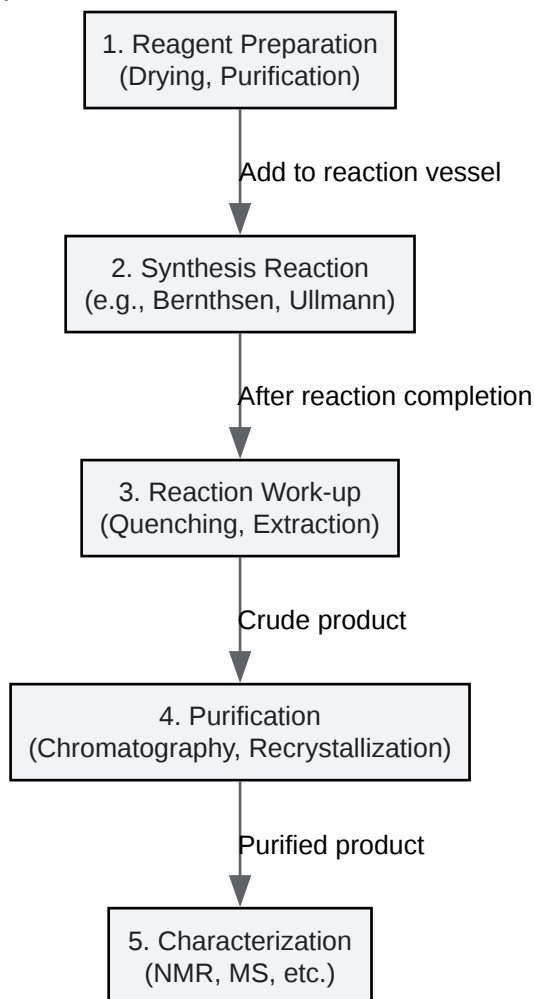 1. Reagent Preparation
(Drying, Purification)
Add to reaction vessel
2. Synthesis Reaction
(e.g., Bernthsen, Ullmann)
After reaction completion
3. Reaction Work-up
(Quenching, Extraction)
Crude product
4. Purification
(Chromatography, Recrystallization)
Purified product
5. Characterization
(NMR, MS, etc.)